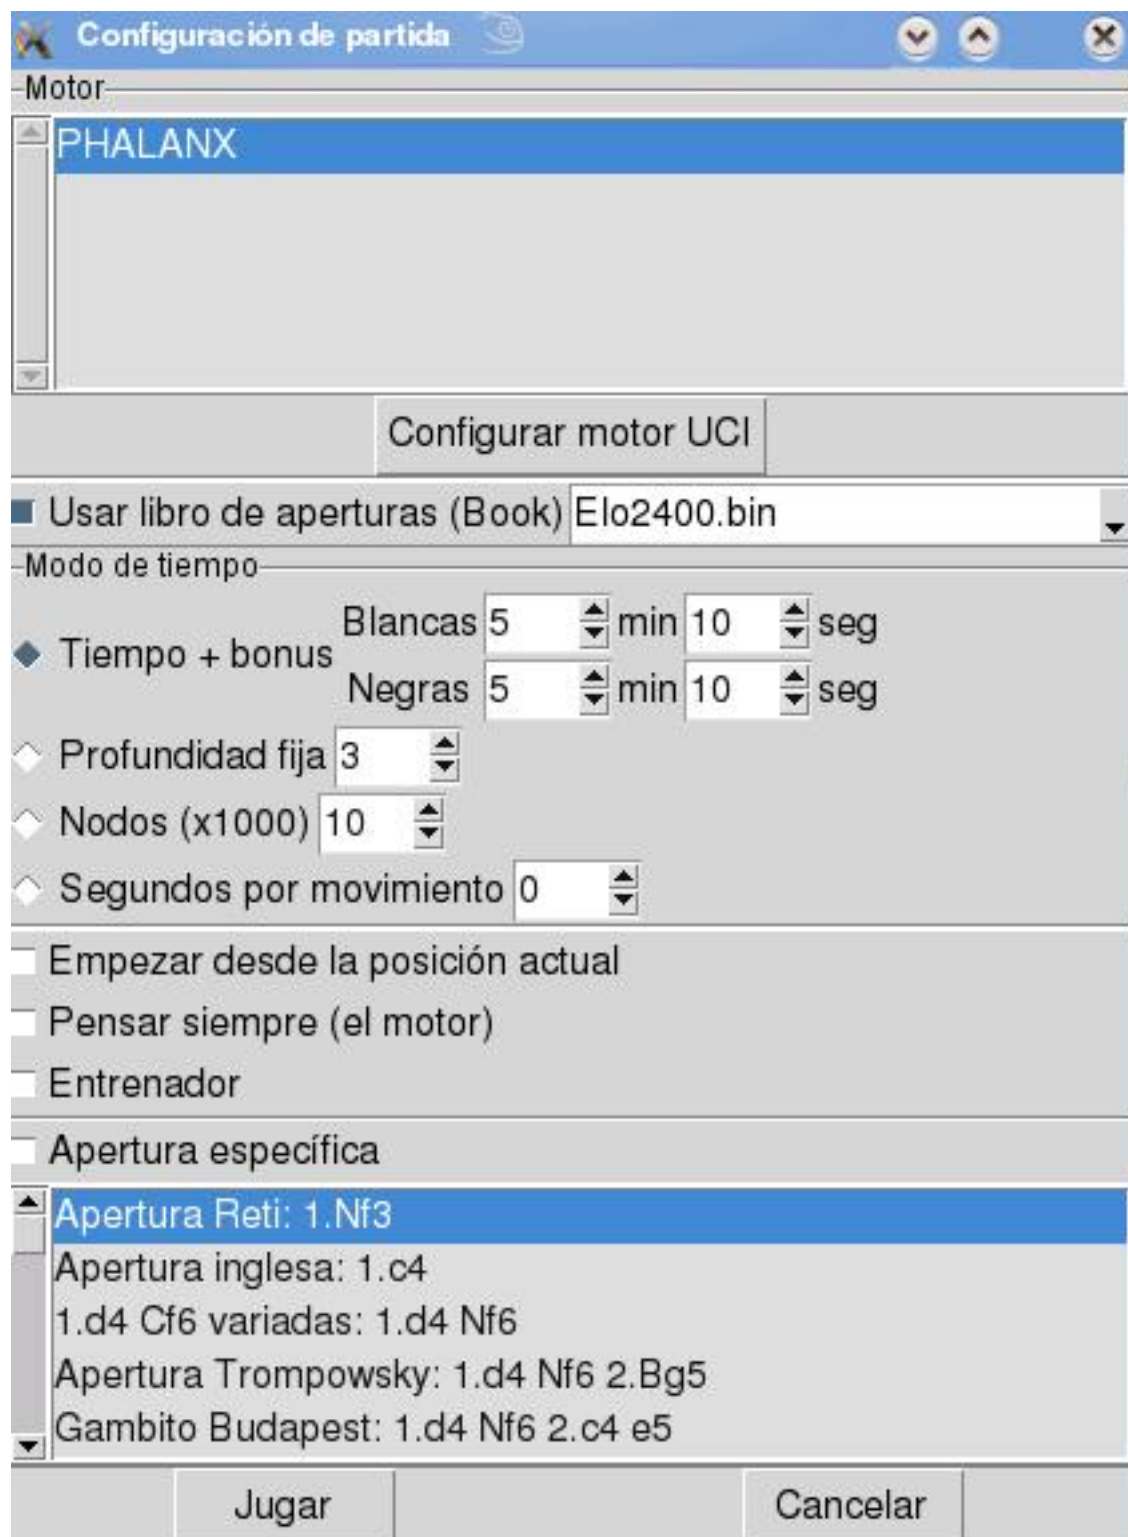 Configuración de partida
Motor
PHALANX
Configurar motor UCI
Usar libro de aperturas (Book) Elo2400.bin
Modo de tiempo
Tiempo + bonus
Blancas 5 min 10 seg
Negras 5 min 10 seg
Profundidad fija 3
Nodos (x1000) 10
Segundos por movimiento 0
Empezar desde la posición actual
Pensar siempre (el motor)
Entrenador
Apertura específica
Apertura Reti: 1.Nf3
Apertura inglesa: 1.c4
1.d4 Cf6 variadas: 1.d4 Nf6
Apertura Trompowsky: 1.d4 Nf6 2.Bg5
Gambito Budapest: 1.d4 Nf6 2.c4 e5
Jugar Cancelar